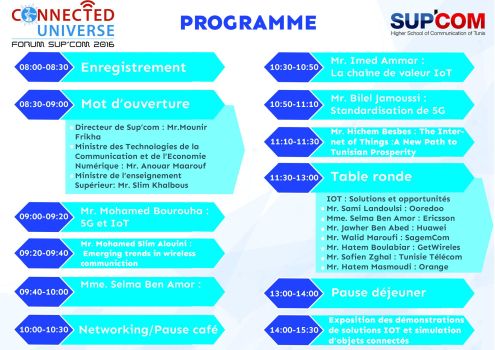 CONNECTED
UNIVERSE
FORUM SUP'COM 2016
PROGRAMME
SUP'COM
Higher School of Communication of Tunis
08:00-08:30
Enregistrement
08:30-09:00
Mot d'ouverture
Directeur de Sup'com : Mr.Mounir
Frikha
Ministre des Technologies de la
Communication et de l'Economie
Numérique : Mr. Anouar Maarouf
Ministre de l'enseignement
Supérieur: Mr. Slim Khalbous
09:00-09:20
Mr. Mohamed Bourouha :
5G et IoT
09:20-09:40
Mr. Mohamed Slim Alouini :
Emerging trends in wireless
communication
09:40-10:00
Mme. Selma Ben Amor :
10:00-10:30
Networking/Pause café
10:30-10:50
Mr. Imed Ammar :
La chaine de valeur IoT
10:50-11:10
Mr. Bilel Jamoussi :
Standardisation de 5G
11:10-11:30
Mr. Hichem Besbes : The Inter-
net of Things :A New Path to
Tunisian Prosperity
11:30-13:00
Table ronde
IOT : Solutions et opportunités
Mr. Sami Landoulsi : Ooredoo
Mme. Selma Ben Amor : Ericsson
Mr. Jawher Ben Abed : Huawei
Mr. Walid Maroufi : SagemCom
Mr. Hatem Boulabiar : GetWireles
Mr. Sofien Zghal : Tunisie Télécom
Mr. Hatem Masmoudi : Orange
13:00-14:00
Pause déjeuner
14:00-15:30
Exposition des démonstrations
de solutions IOT et simulation
d'objets connectés